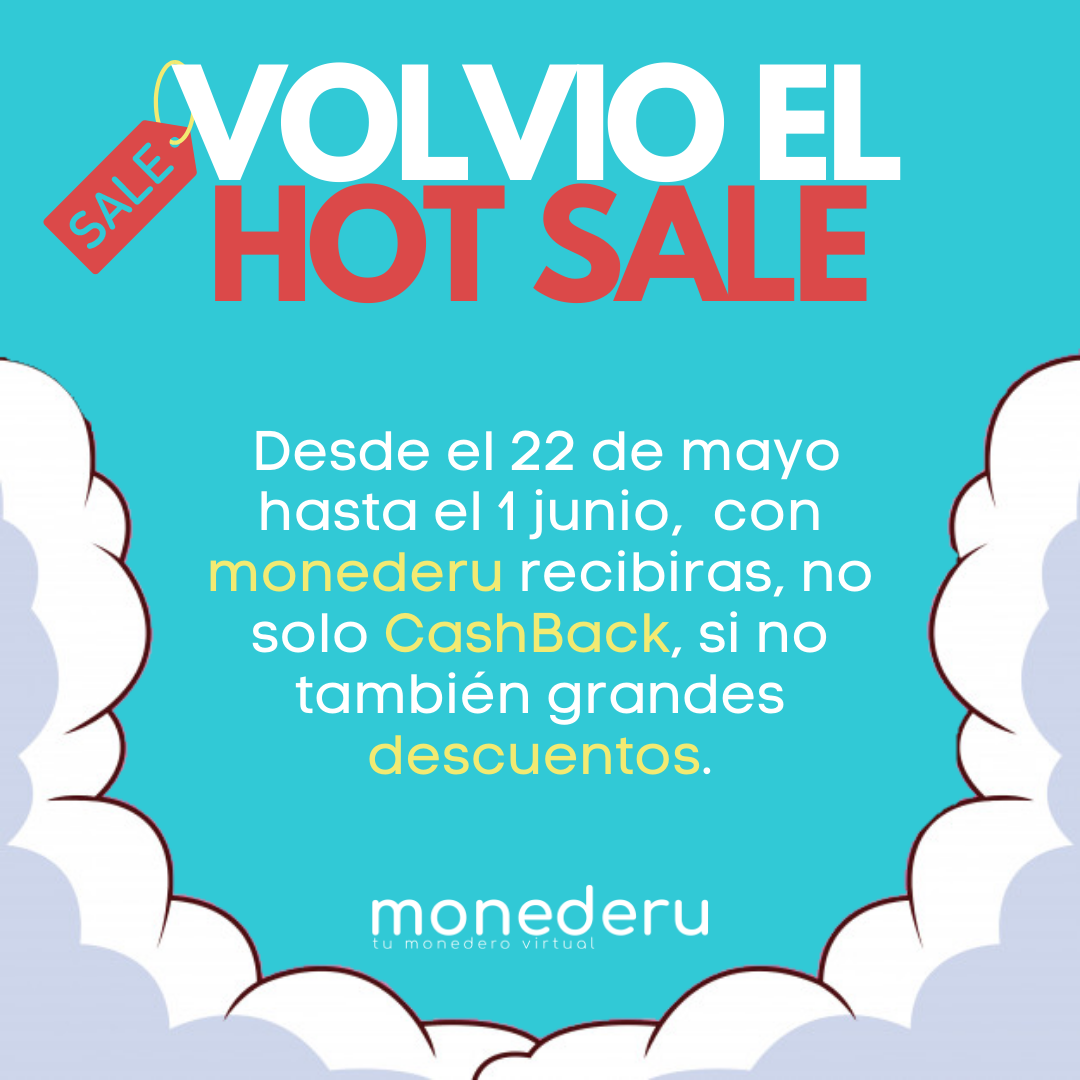 VOLVIO EL
SALE
HOT SALE
Desde el 22 de mayo
hasta el 1 junio, con
monederu recibiras, no
solo CashBack, si no
también grandes
descuentos.
monederu
tu monedero virtual